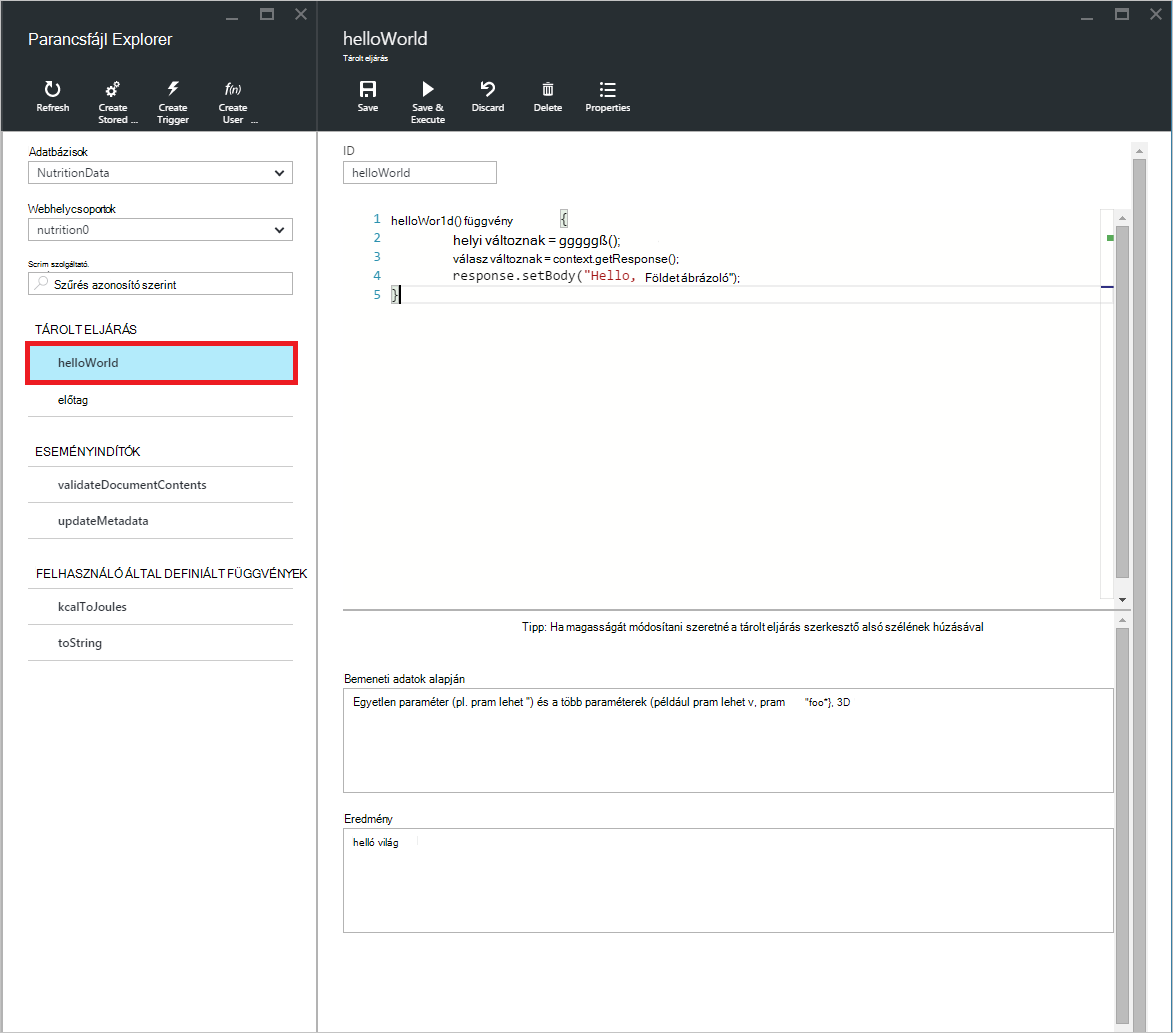 Parancsfájl Explorer
Refresh
Create Stored ...
Create Trigger
Create User ...
f(n)
Adatbázisok
NutritionData
Webhelycsoportok
nutrition0
Scrim szolgáltató.
Szűrés azonosító szerint
TÁROLT ELJÁRÁS
helloWorld
előtag
ESEMÉNYINDÍTÓK
validateDocumentContents
updateMetadata
FELHASZNÁLÓ ÁLTAL DEFINIÁLT FÜGGVÉNYEK
kcalToJoules
toString
helloWorld
Tárolt eljárás
Save
Save & Execute
Discard
Delete
Properties
ID
helloWorld
1 helloWor1d() függvény {
2 helyi változnak = gggggß();
3 válasz változnak = context.getResponse();
4 response.setBody("Hello, Földet ábrázoló");
5 }
Tipp: Ha magasságát módosítani szeretné a tárolt eljárás szerkesztő alsó szélének húzásával
Bemeneti adatok alapján
Egyetlen paraméter (pl. pram lehet ") és a több paraméterek (például pram lehet v, pram "foo"}, 3D
Eredmény
helló világ